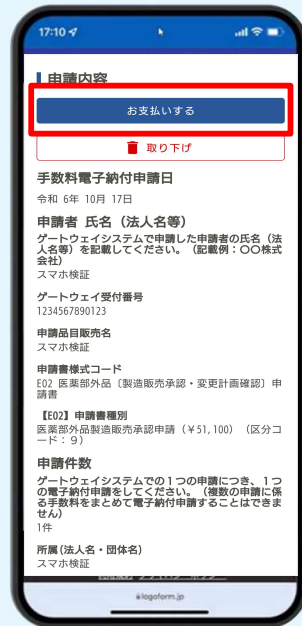 17:10
申請内容
お支払いする
取り下げ
手数料電子納付申請日
令和 6年 10月 17日
申請者 氏名（法人名等）
ゲートウェイシステムで申請した申請者の氏名（法
人名等）を記載してください。（記載例：〇〇株式
会社）
スマホ検証
ゲートウェイ受付番号
1234567890123
申請品目販売名
スマホ検証
申請書様式コード
E02 医薬部外品〔製造販売承認・変更計画確認〕申
請書
【E02】申請書種別
医薬部外品製造販売承認申請（￥51,100）（区分コ
ード：９）
申請件数
ゲートウェイシステムでの１つの申請につき、１つ
の電子納付申請をしてください。（複数の申請に係
る手数料をまとめて電子納付申請することはできま
せん）
1件
所属(法人名・団体名)
スマホ検証
logoform.jp